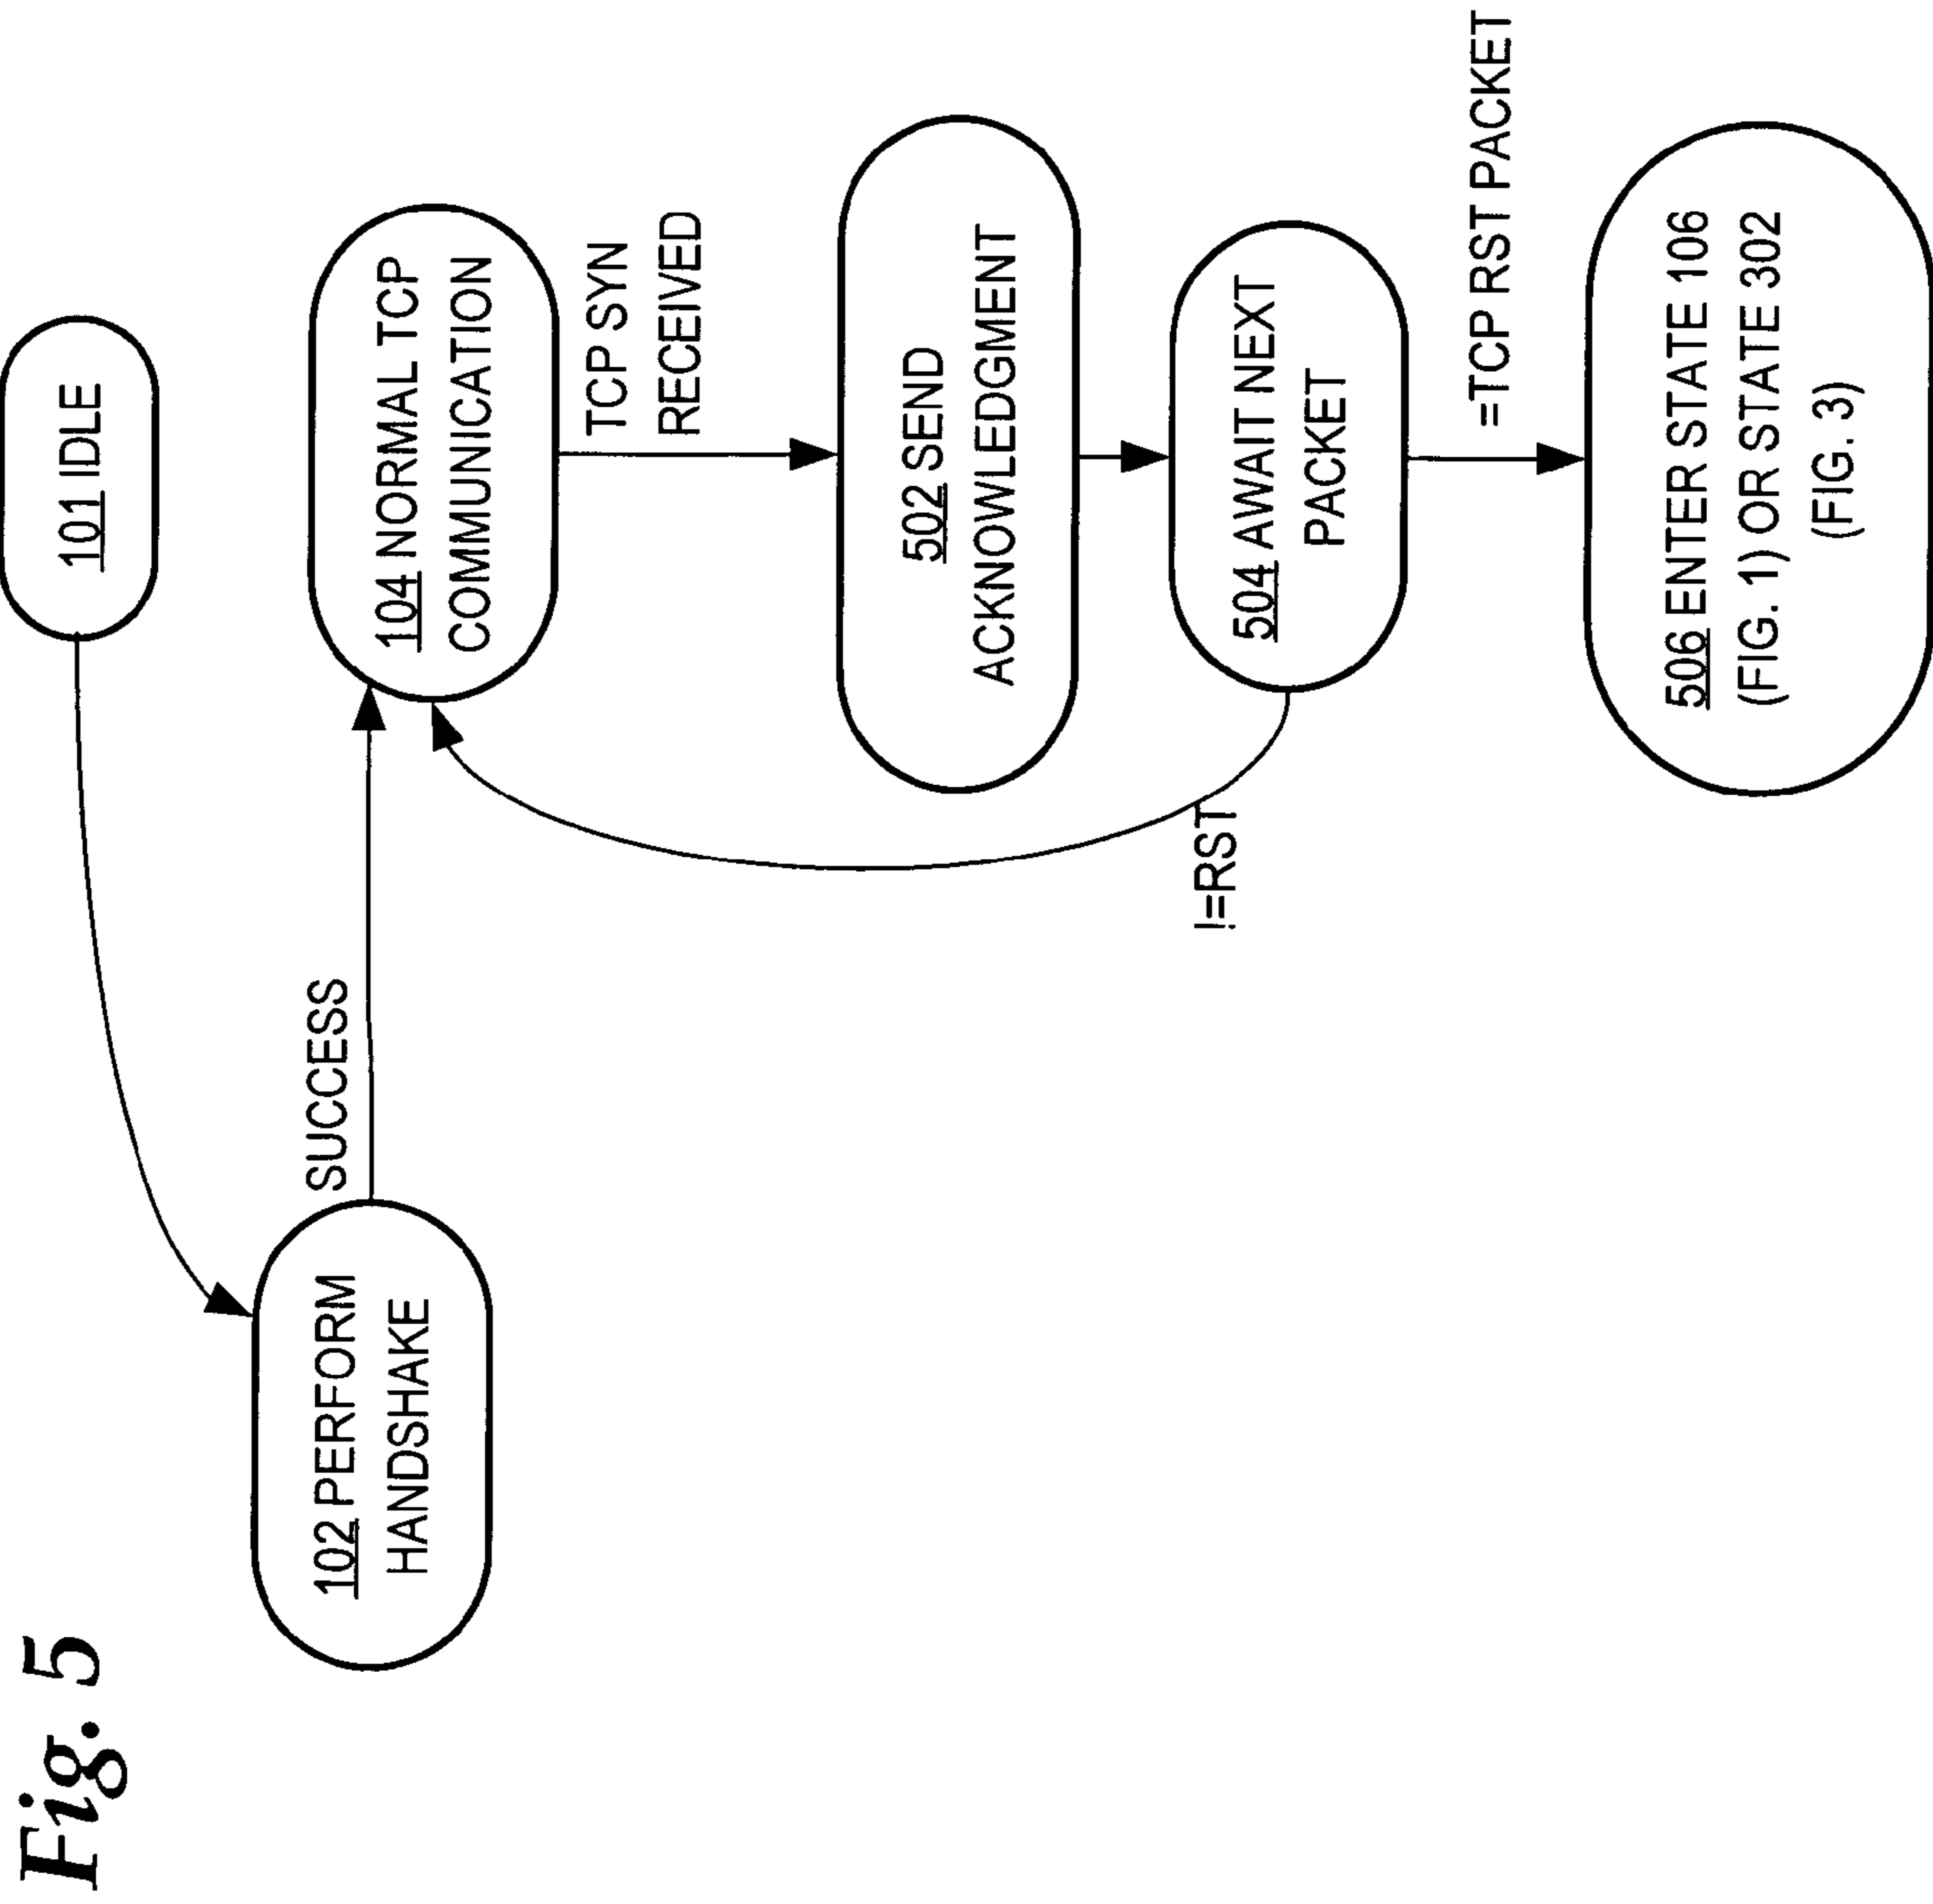 Fig. 5
101 IDLE
102 PERFORM
HANDSHAKE
SUCCESS
104 NORMAL TCP
COMMUNICATION
TCP SYN
RECEIVED
502 SEND
ACKNOWLEDGMENT
504 AWAIT NEXT
PACKET
!=RST
=TCP RST PACKET
506 ENTER STATE 106
(FIG. 1) OR STATE 302
(FIG. 3)